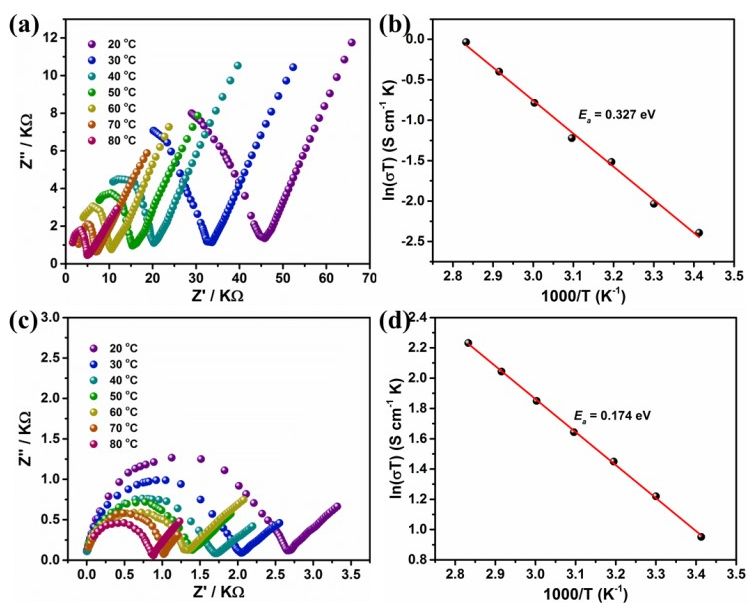 (a)
Z'' / KΩ
12
10
8
6
4
2
0
20 °C
30 °C
40 °C
50 °C
60 °C
70 °C
80 °C
0 10 20 30 40 50 60 70
Z' / KΩ
(b)
ln(σT) (S cm⁻¹ K)
0.0
-0.5
-1.0
-1.5
-2.0
-2.5
Eₐ = 0.327 eV
2.8 2.9 3.0 3.1 3.2 3.3 3.4 3.5
1000/T (K⁻¹)
(c)
Z'' / KΩ
3.0
2.5
2.0
1.5
1.0
0.5
0.0
20 °C
30 °C
40 °C
50 °C
60 °C
70 °C
80 °C
0.0 0.5 1.0 1.5 2.0 2.5 3.0 3.5
Z' / KΩ
(d)
ln(σT) (S cm⁻¹ K)
2.4
2.2
2.0
1.8
1.6
1.4
1.2
1.0
0.8
Eₐ = 0.174 eV
2.8 2.9 3.0 3.1 3.2 3.3 3.4 3.5
1000/T (K⁻¹)